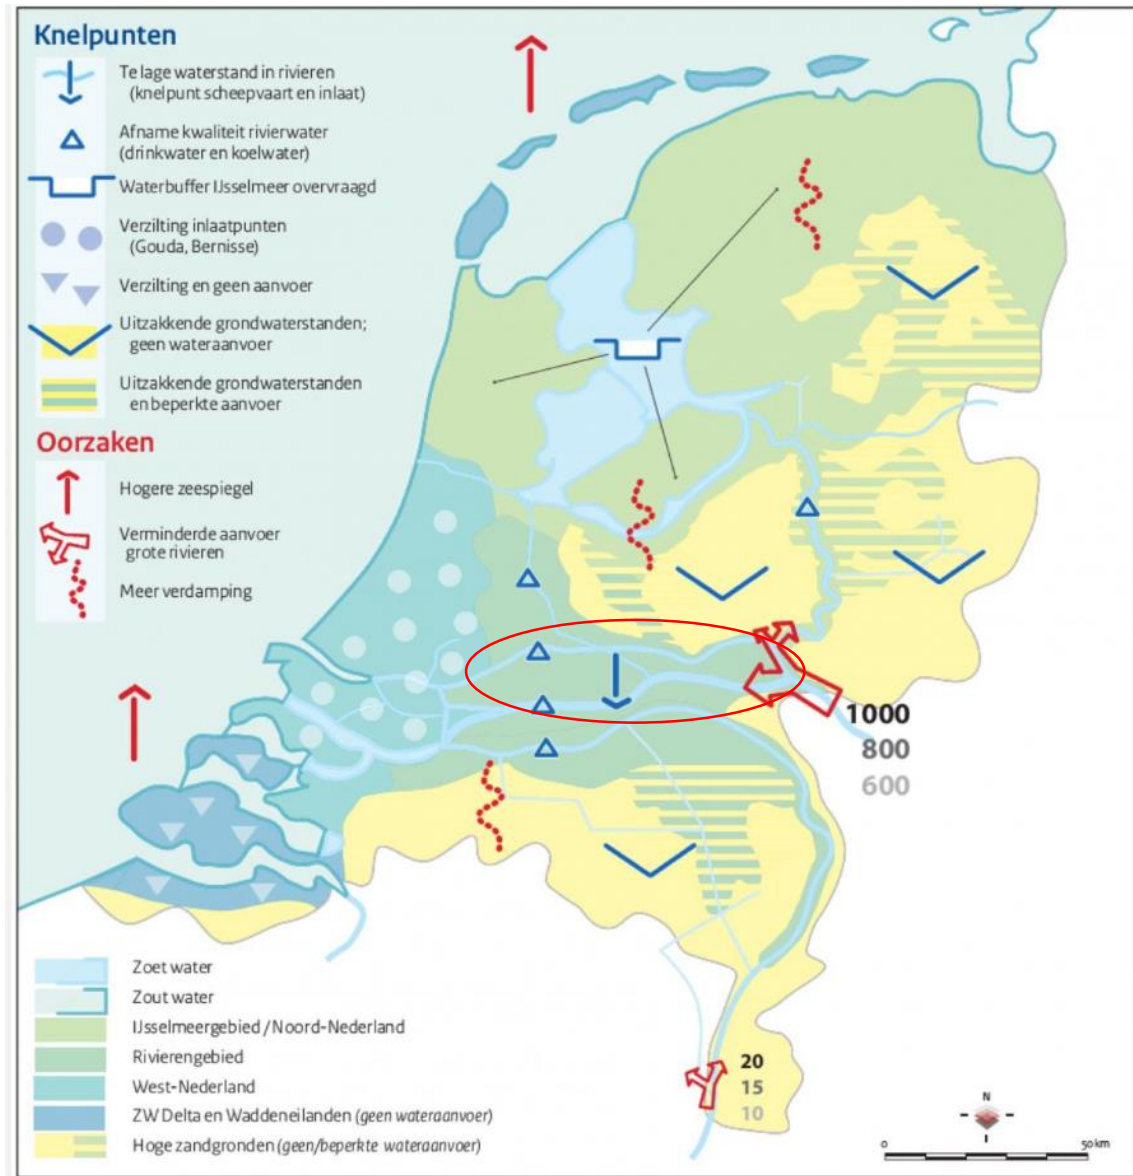 Knelpunten
Te lage waterstand in rivieren
(knelpunt scheepvaart en inlaat)
Afname kwaliteit rivierwater
(drinkwater en koelwater)
Waterbuffer IJsselmeer overvraagd
Verzilting inlaatpunten
(Gouda, Bernisse)
Verzilting en geen aanvoer
Uitzakkende grondwaterstanden;
geen wateraanvoer
Uitzakkende grondwaterstanden
en beperkte aanvoer
Oorzaken
Hogere zeespiegel
Verminderde aanvoer
grote rivieren
Meer verdamping
1000
800
600
Zoet water
Zout water
IJsselmeergebied / Noord-Nederland
Rivierengebied
West-Nederland
ZW Delta en Waddeneilanden (geen wateraanvoer)
Hoge zandgronden (geen/beperkte wateraanvoer)
20
15
10
N
0 50 km